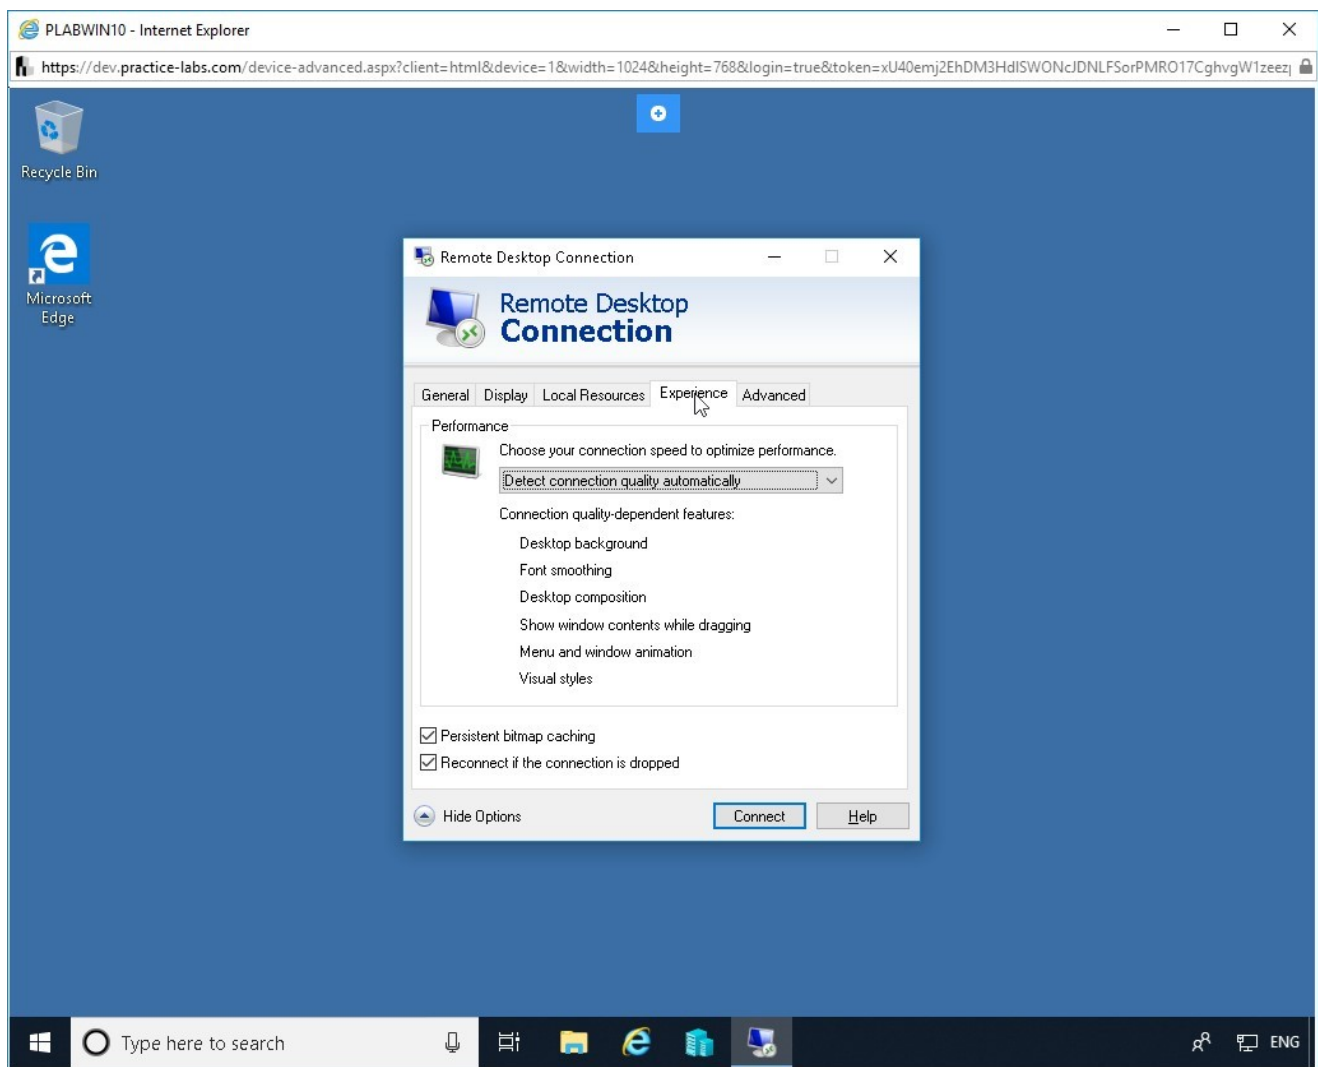 PLABWIN10 - Internet Explorer
https://dev.practice-labs.com/device-advanced.aspx?client=html&device=1&width=1024&height=768&login=true&token=xU40emj2EhDM3HdISWONcJDNLFSorPMRO17CghvgW1zeezp
Recycle Bin
Microsoft
Edge
Remote Desktop Connection
Remote Desktop
Connection
General Display Local Resources Experience Advanced
Performance
Choose your connection speed to optimize performance.
Detect connection quality automatically
Connection quality-dependent features:
Desktop background
Font smoothing
Desktop composition
Show window contents while dragging
Menu and window animation
Visual styles
Persistent bitmap caching
Reconnect if the connection is dropped
Hide Options Connect Help
Type here to search ENG